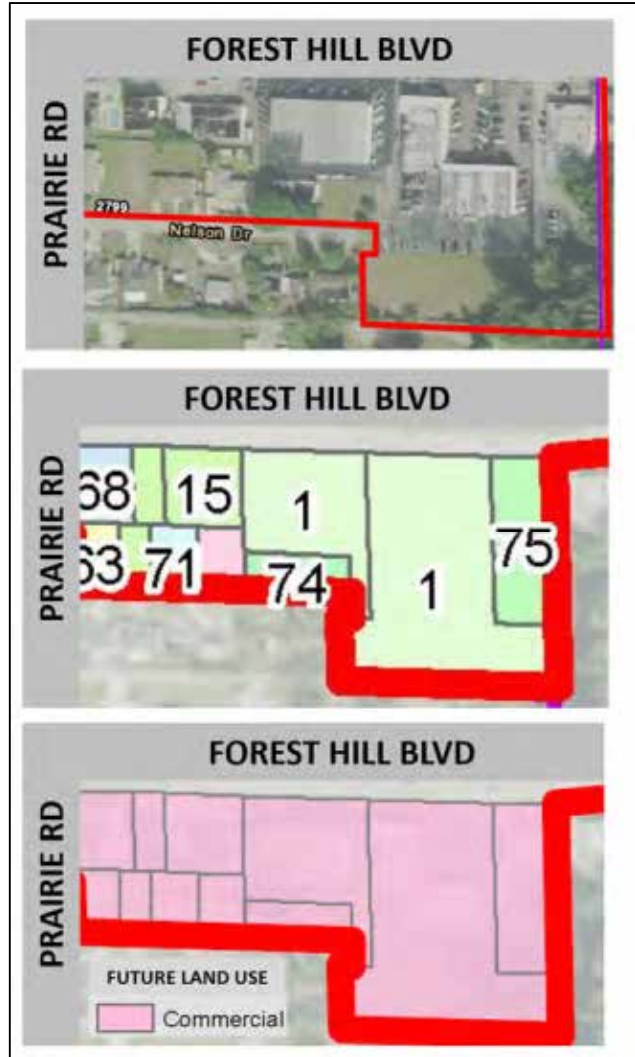 FOREST HILL BLVD
PRAIRIE RD
2799
Nelson Dr
FOREST HILL BLVD
PRAIRIE RD
68
15
1
63
71
74
1
75
FOREST HILL BLVD
PRAIRIE RD
FUTURE LAND USE
Commercial